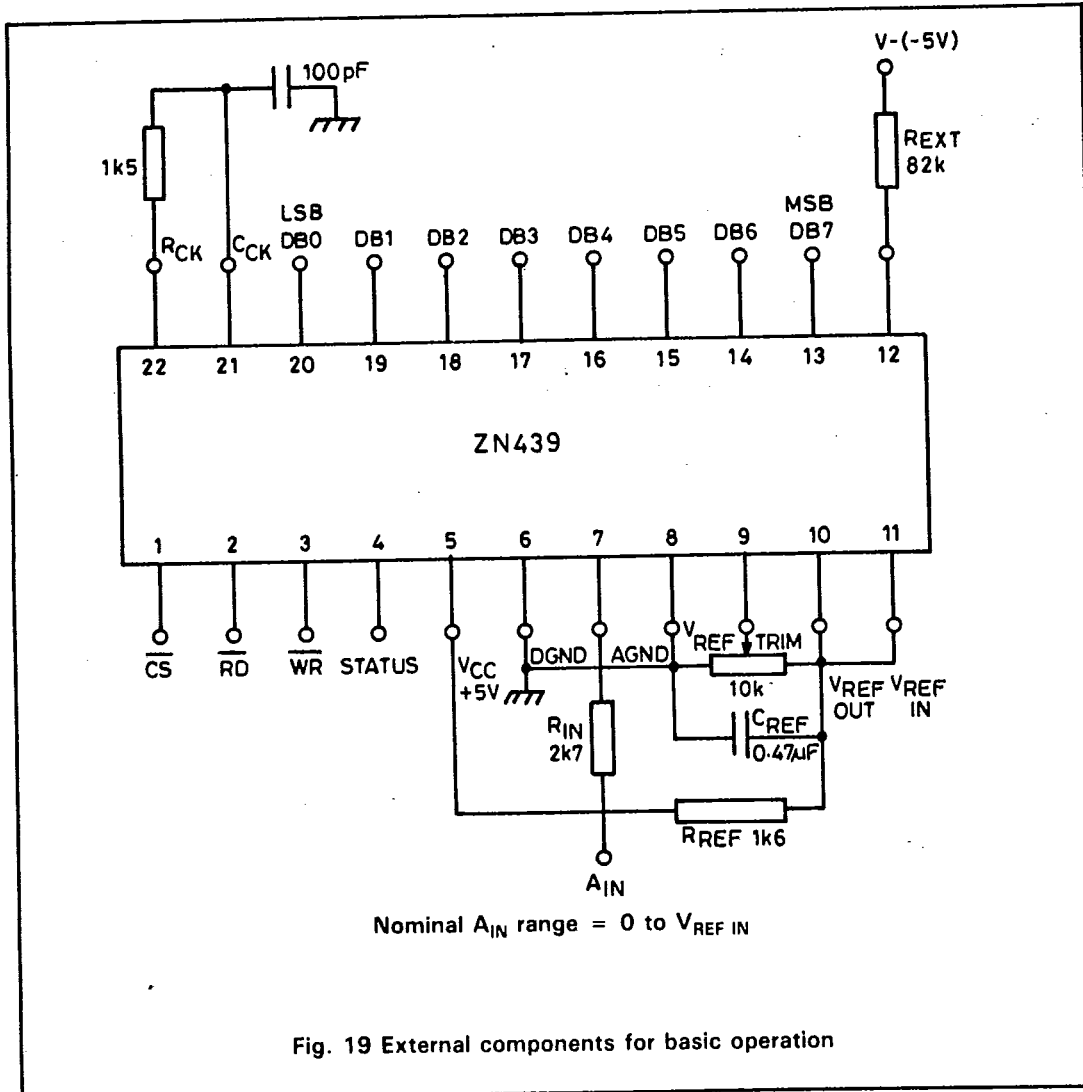 V-(-5V)
100pF
1k5
REXT
82k
LSB
MSB
RCK
CCK
DB0
DB1
DB2
DB3
DB4
DB5
DB6
DB7
22 21 20 19 18 17 16 15 14 13 12
ZN439
1 2 3 4 5 6 7 8 9 10 11
CS
RD
WR
STATUS
VCC
+5V
DGND
AGND
VREF TRIM
10k
VREF
OUT
VREF
IN
RIN
2k7
CREF
0.47µF
RREF 1k6
AIN
Nominal AIN range = 0 to VREF IN
Fig. 19 External components for basic operation